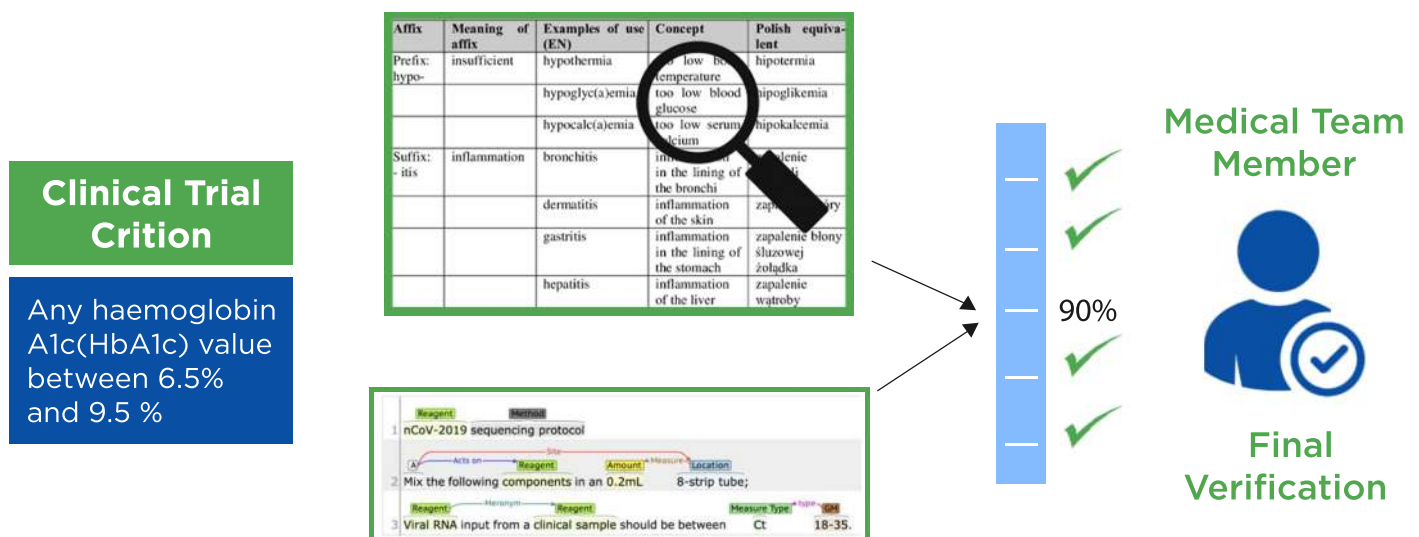 Clinical Trial
Crition
Any haemoglobin
A1c(HbA1c) value
between 6.5%
and 9.5 %
Affix Meaning of affix Examples of use (EN) Concept Polish equiva-lent
Prefix: hypo- insufficient hypothermia low temperature hipotermia
hypoglyc(a)emia too low blood glucose hipoglikemia
hypocalc(a)emia too low serum hipokalcemia
Suffix: - itis inflammation bronchitis in the lining of the bronchi
dermatitis inflammation of the skin
gastritis inflammation in the lining of the stomach zapalenie błony śluzowej żołądka
hepatitis inflammation of the liver zapalenie wątroby
Reagent Method
1 nCoV-2019 sequencing protocol
Site
A Acts on Reagent Amount Measure Location
2 Mix the following components in an 0.2mL 8-strip tube;
Reagent Meronym Reagent Measure Type type GM
3 Viral RNA input from a clinical sample should be between Ct 18-35.
90%
Medical Team
Member
Final
Verification